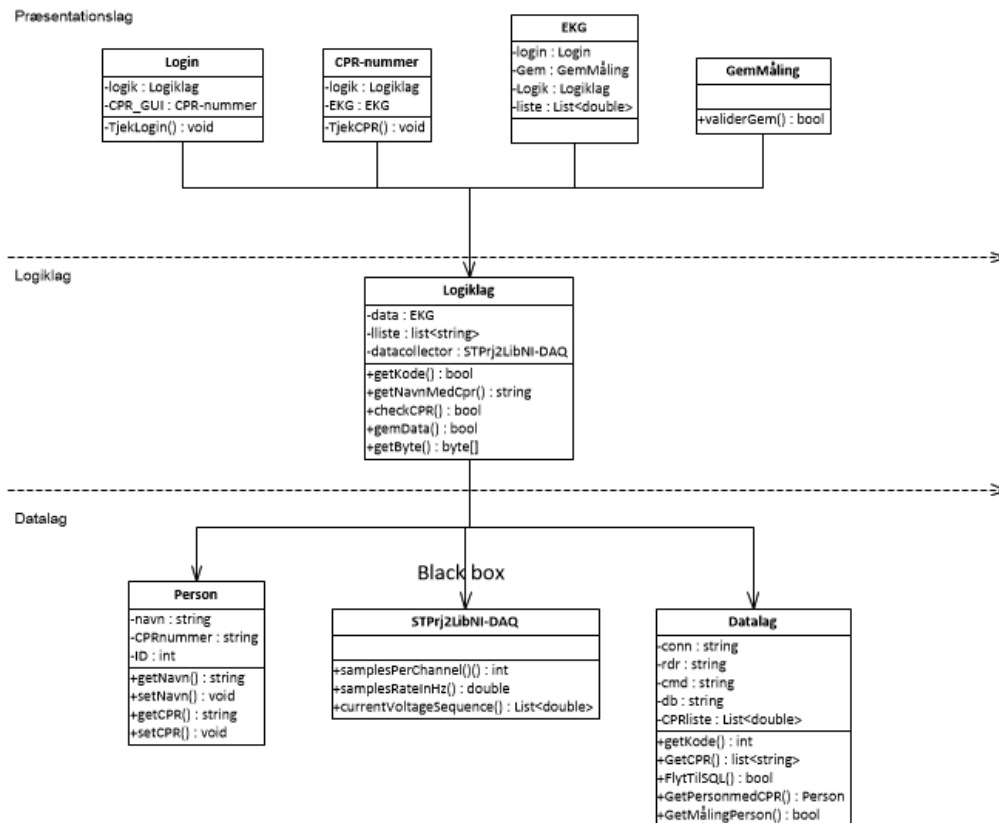 Præsentationslag
Login
-logik : Logiklag
-CPR_GUI : CPR-nummer
-TjekLogin() : void
CPR-nummer
-logik : Logiklag
-EKG : EKG
-TjekCPR() : void
EKG
-login : Login
-Gem : GemMåling
-Logik : Logiklag
-liste : List<double>
GemMåling
+validerGem() : bool
Logiklag
Logiklag
-data : EKG
-lliste : list<string>
-datacollector : STPrj2LibNI-DAQ
+getKode() : bool
+getNavnMedCpr() : string
+checkCPR() : bool
+gemData() : bool
+getByte() : byte[]
Datalag
Person
-navn : string
-CPRnummer : string
-ID : int
+getNavn() : string
+setNavn() : void
+getCPR() : string
+setCPR() : void
Black box
STPrj2LibNI-DAQ
+samplesPerChannel()() : int
+samplesRateInHz() : double
+currentVoltageSequence() : List<double>
Datalag
-conn : string
-rdr : string
-cmd : string
-db : string
-CPRliste : List<double>
+getKode() : int
+GetCPR() : list<string>
+FlytTilSQL() : bool
+GetPersonmedCPR() : Person
+GetMålingPerson() : bool